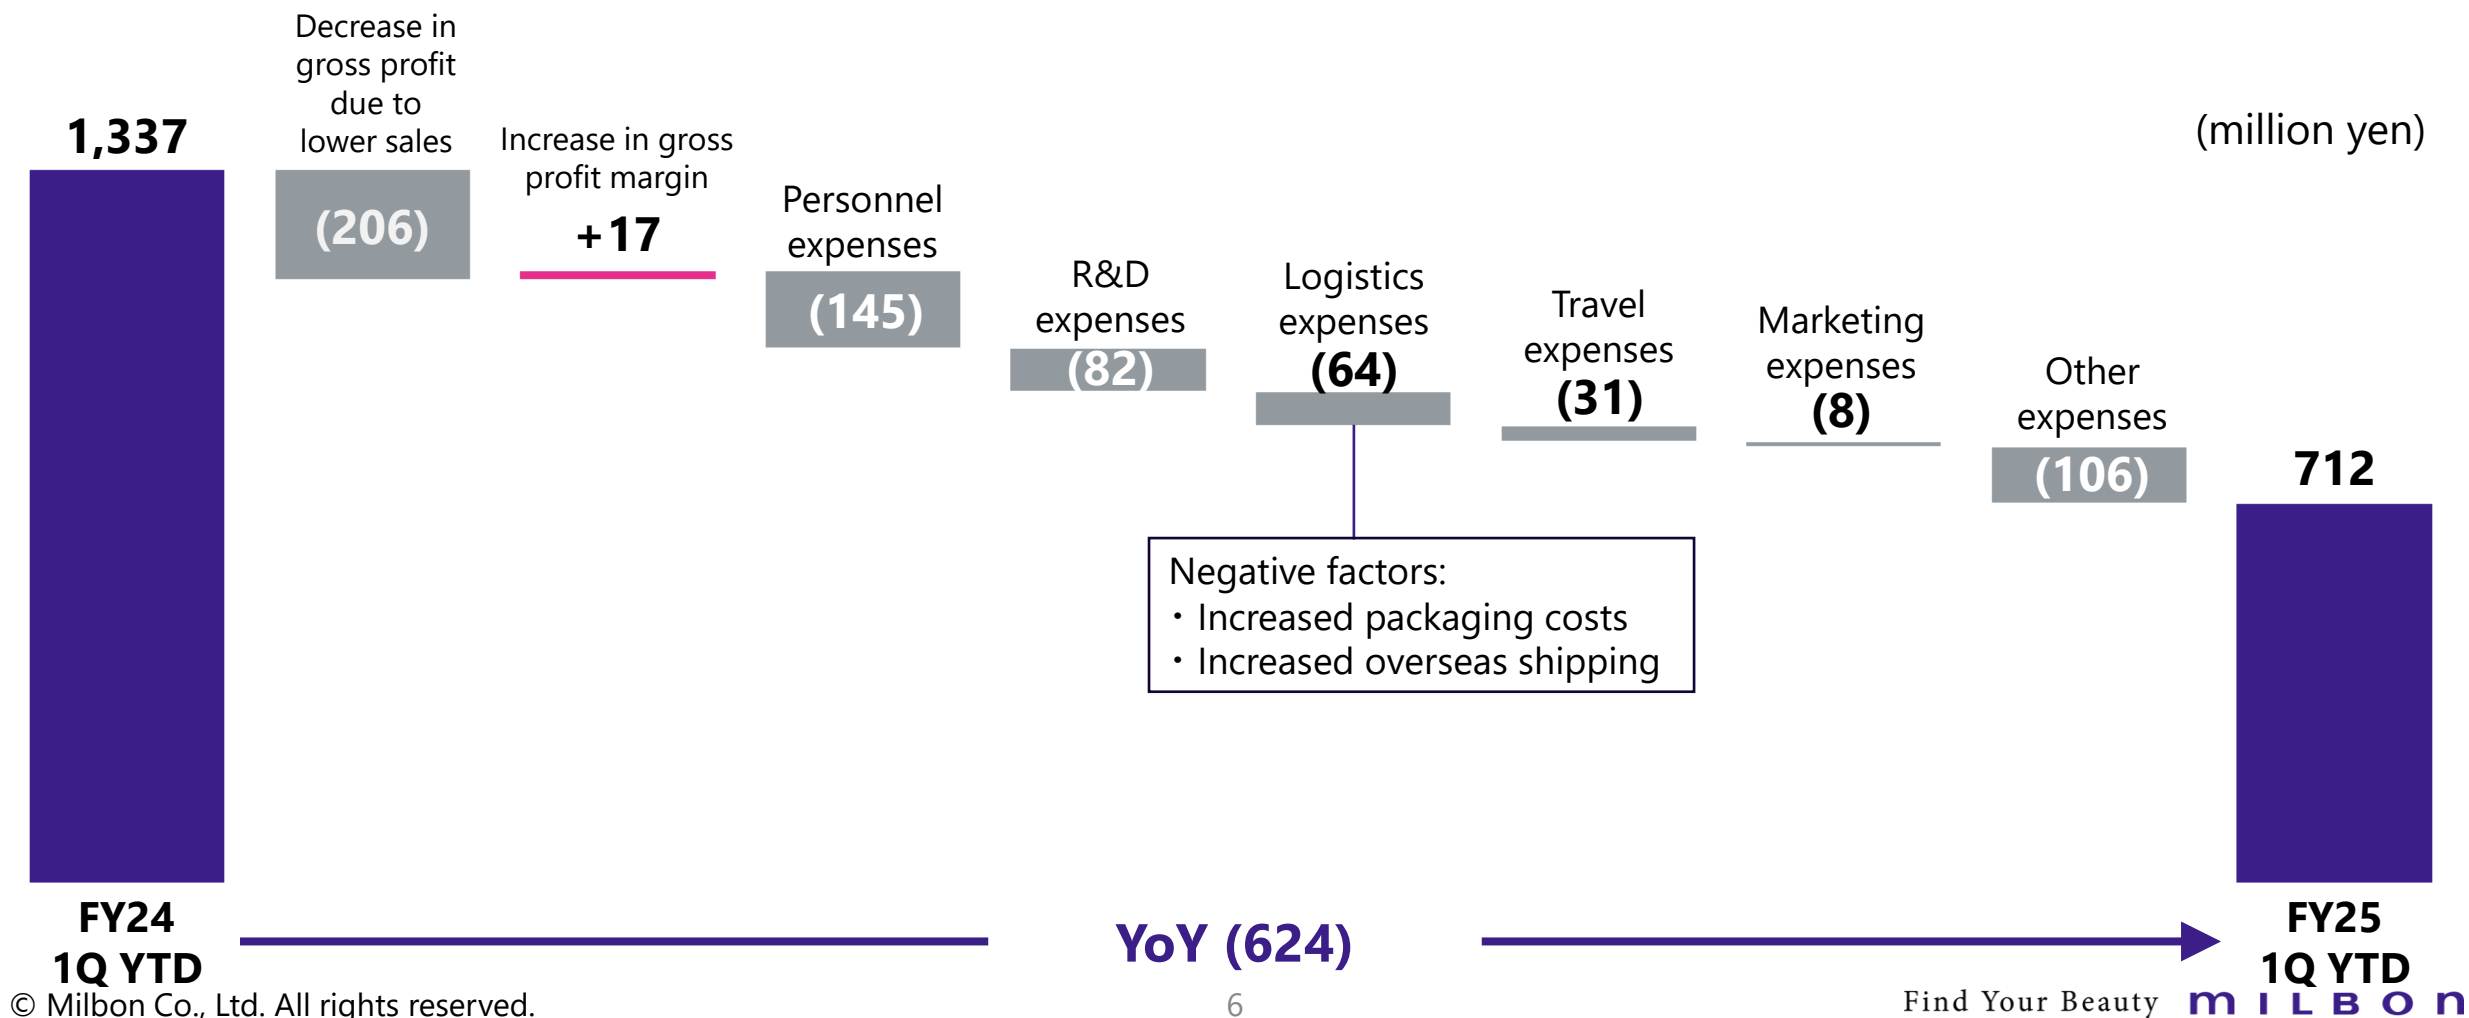 (million yen)
1,337
Decrease in
gross profit
due to
lower sales
(206)
Increase in gross
profit margin
+17
Personnel
expenses
(145)
R&D
expenses
(82)
Logistics
expenses
(64)
Travel
expenses
(31)
Marketing
expenses
(8)
Other
expenses
(106)
712
Negative factors:
・Increased packaging costs
・Increased overseas shipping
FY24
1Q YTD
YoY (624)
FY25
1Q YTD
© Milbon Co., Ltd. All rights reserved.
6
Find Your Beauty MILBON